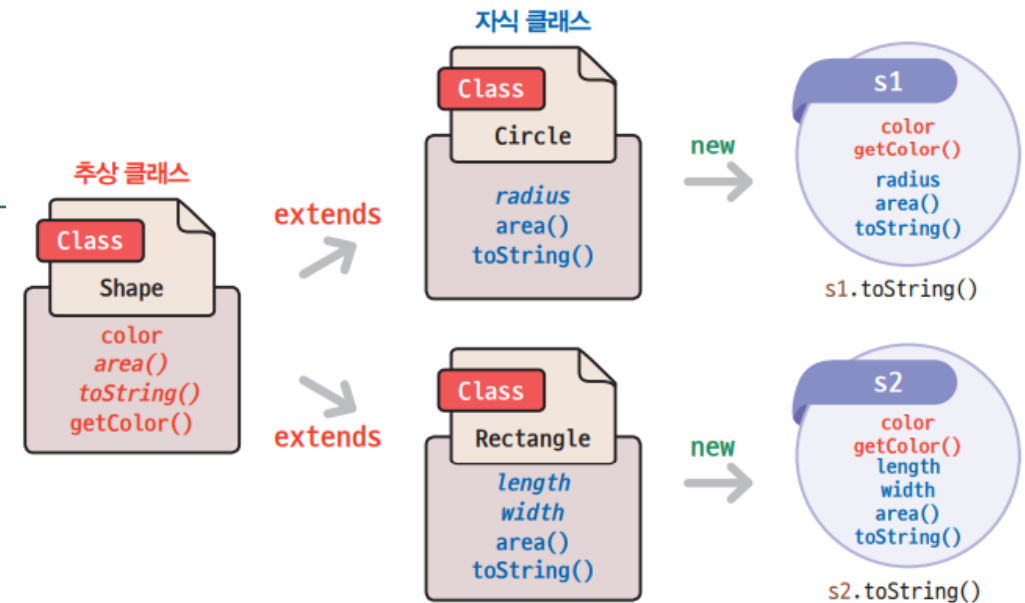 추상 클래스
Class
Shape
color
area()
toString()
getColor()
extends
extends
자식 클래스
Class
Circle
radius
area()
toString()
new
s1
color
getColor()
radius
area()
toString()
s1.toString()
Class
Rectangle
length
width
area()
toString()
new
s2
color
getColor()
length
width
area()
toString()
s2.toString()